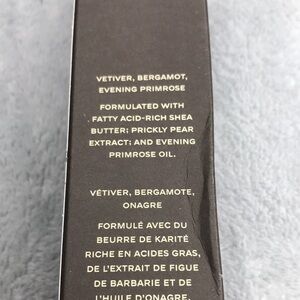 VETIVER, BERGAMOT,
EVENING PRIMROSE
FORMULATED WITH
FATTY ACID-RICH SHEA
BUTTER; PRICKLY PEAR
EXTRACT; AND EVENING
PRIMROSE OIL.
VÉTIVER, BERGAMOTE,
ONAGRE
FORMULÉ AVEC DU
BEURRE DE KARITÉ
RICHE EN ACIDES GRAS,
DE L'EXTRAIT DE FIGUE
DE BARBARIE ET DE
L'HUILE D'ONAGRE.